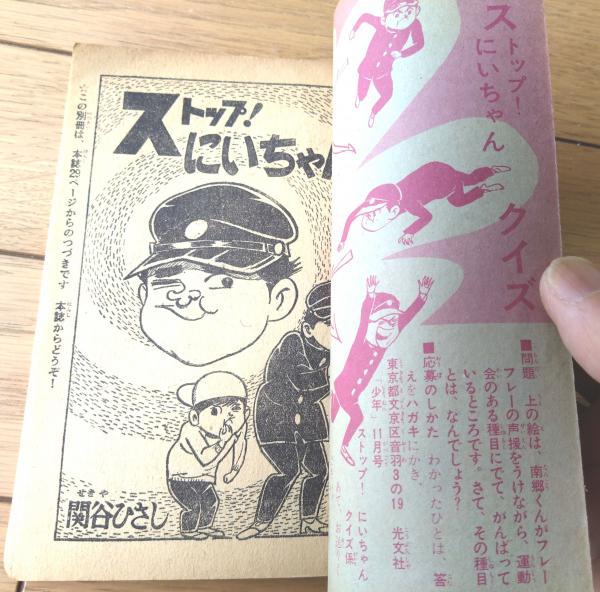 ストップ!
にいちゃん
クイズ
■問題 上の絵は、南郷くんがフレー
フレーの声援をうけながら、運動
会のある種目にでて、がんばって
いるところです。さて、その種目
とは、なんでしょう?
■応募のしかた わかったひとは、答
えをハガキにかき、
東京都文京区音羽3の19 光文社
「少年」11月号
ストップ! にいちゃん
クイズ係
ストップ!
にいちゃん
この別冊は、本誌29ページからのつづきです 本誌からどうぞ!
せきや
関谷ひさし